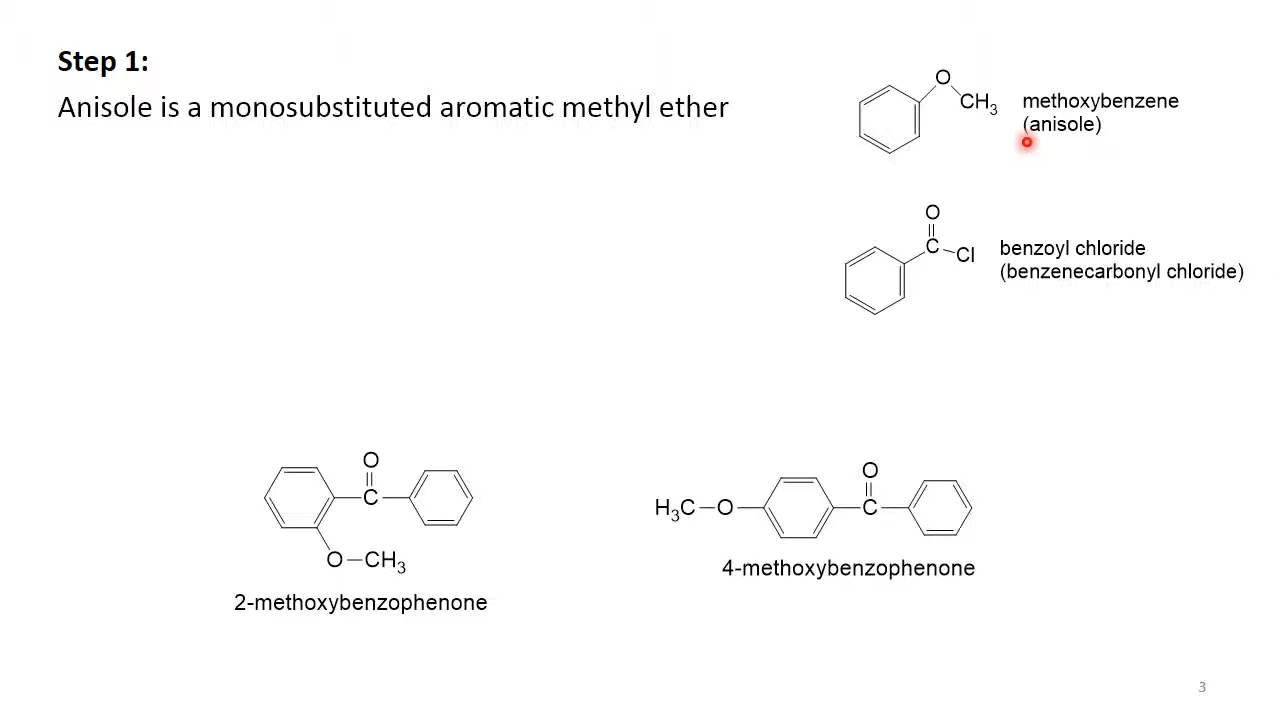 Step 1:
Anisole is a monosubstituted aromatic methyl ether
O
CH3
methoxybenzene
(anisole)
O
C
Cl
benzoyl chloride
(benzenecarbonyl chloride)
O
C
O
CH3
2-methoxybenzophenone
O
H3C
O
C
4-methoxybenzophenone
3